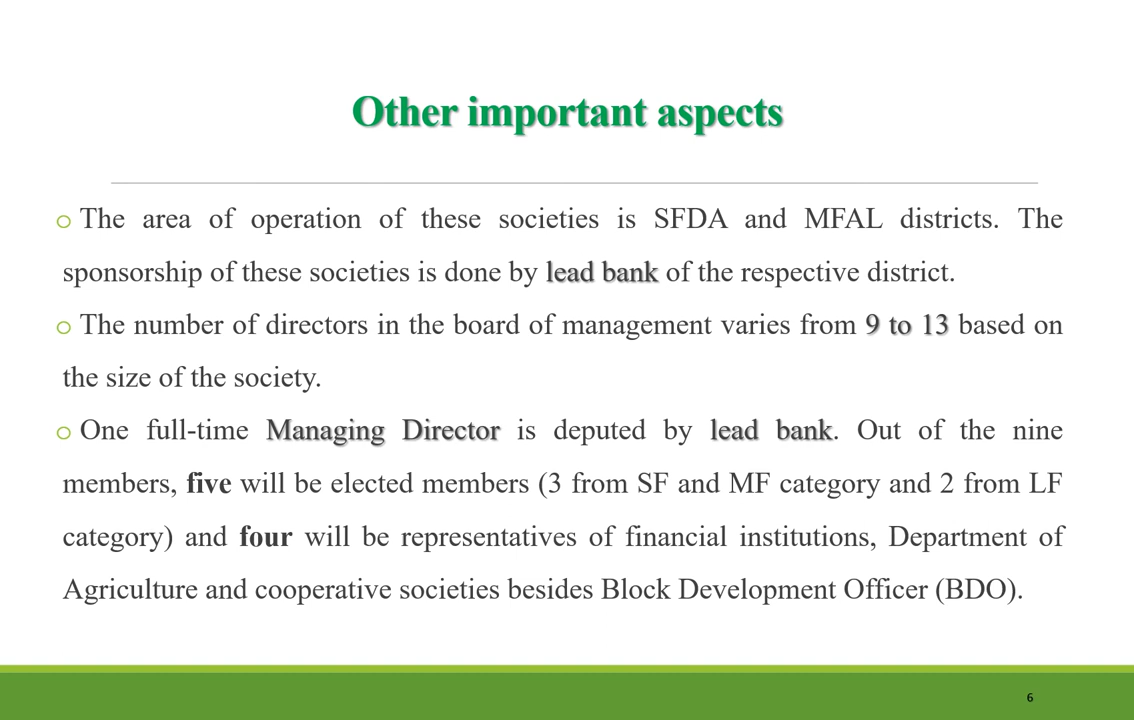 Other important aspects
o The area of operation of these societies is SFDA and MFAL districts. The
sponsorship of these societies is done by lead bank of the respective district.
o The number of directors in the board of management varies from 9 to 13 based on
the size of the society.
o One full-time Managing Director is deputed by lead bank. Out of the nine
members, five will be elected members (3 from SF and MF category and 2 from LF
category) and four will be representatives of financial institutions, Department of
Agriculture and cooperative societies besides Block Development Officer (BDO).
6